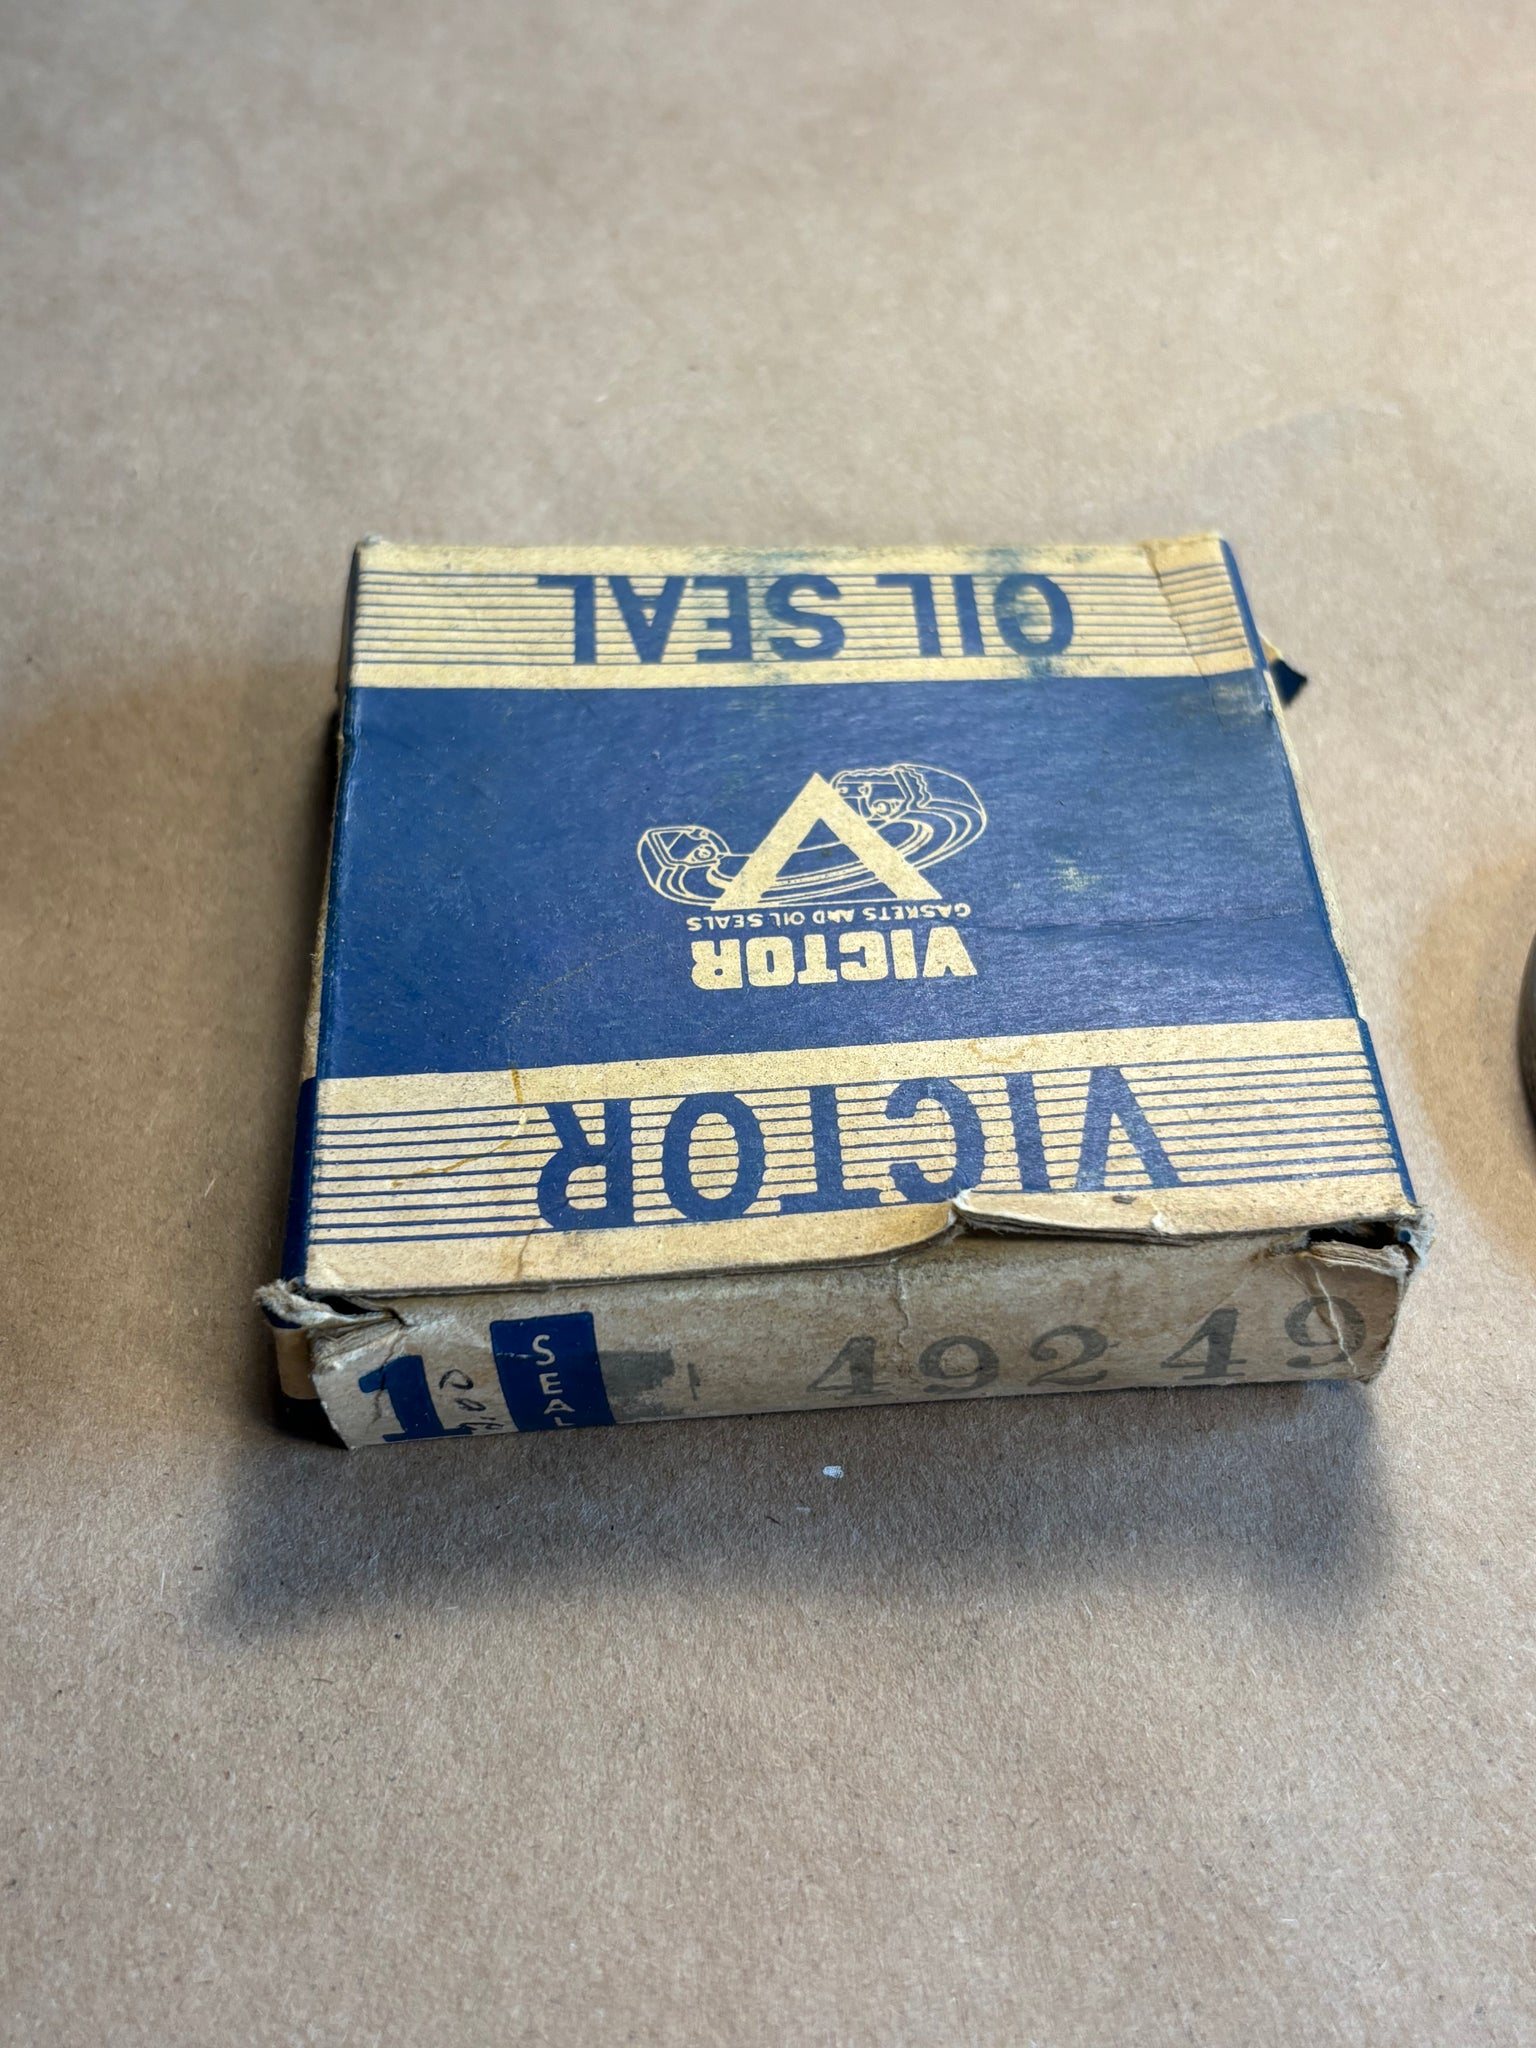 VICTOR
VICTOR
GASKETS AND OIL SEALS
OIL SEAL
1
SEAL
49249